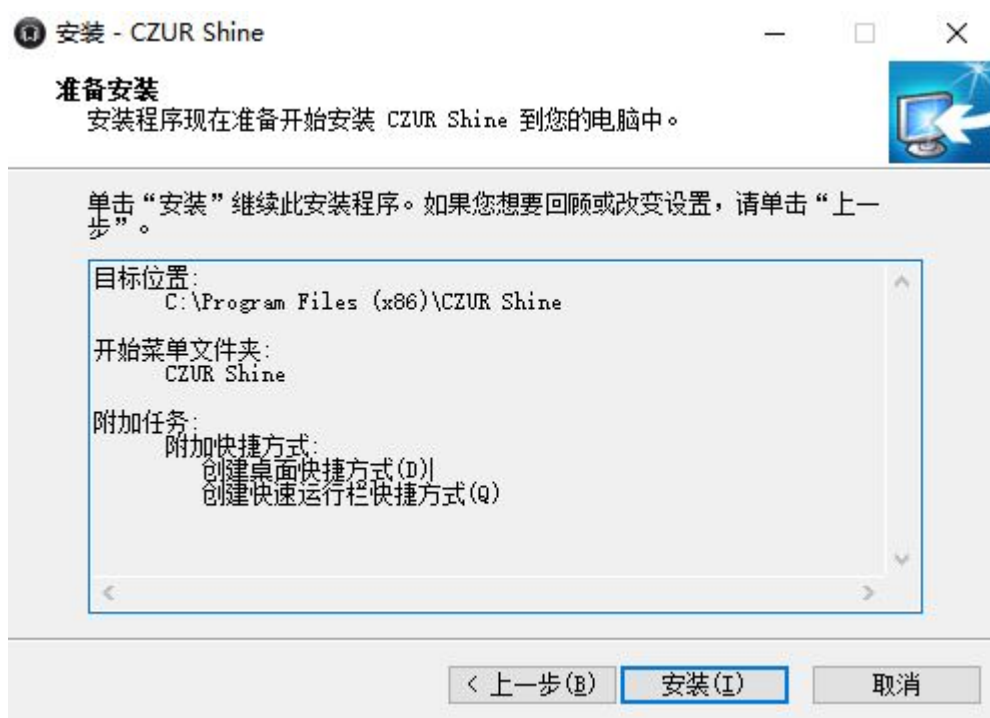 安装 - CZUR Shine
准备安装
安装程序现在准备开始安装 CZUR Shine 到您的电脑中。
单击“安装”继续此安装程序。如果您想要回顾或改变设置，请单击“上一
步”。
目标位置:
C:\Program Files (x86)\CZUR Shine
开始菜单文件夹:
CZUR Shine
附加任务:
附加快捷方式:
创建桌面快捷方式(D)
创建快速运行栏快捷方式(Q)
< 上一步(B) 安装(I) 取消